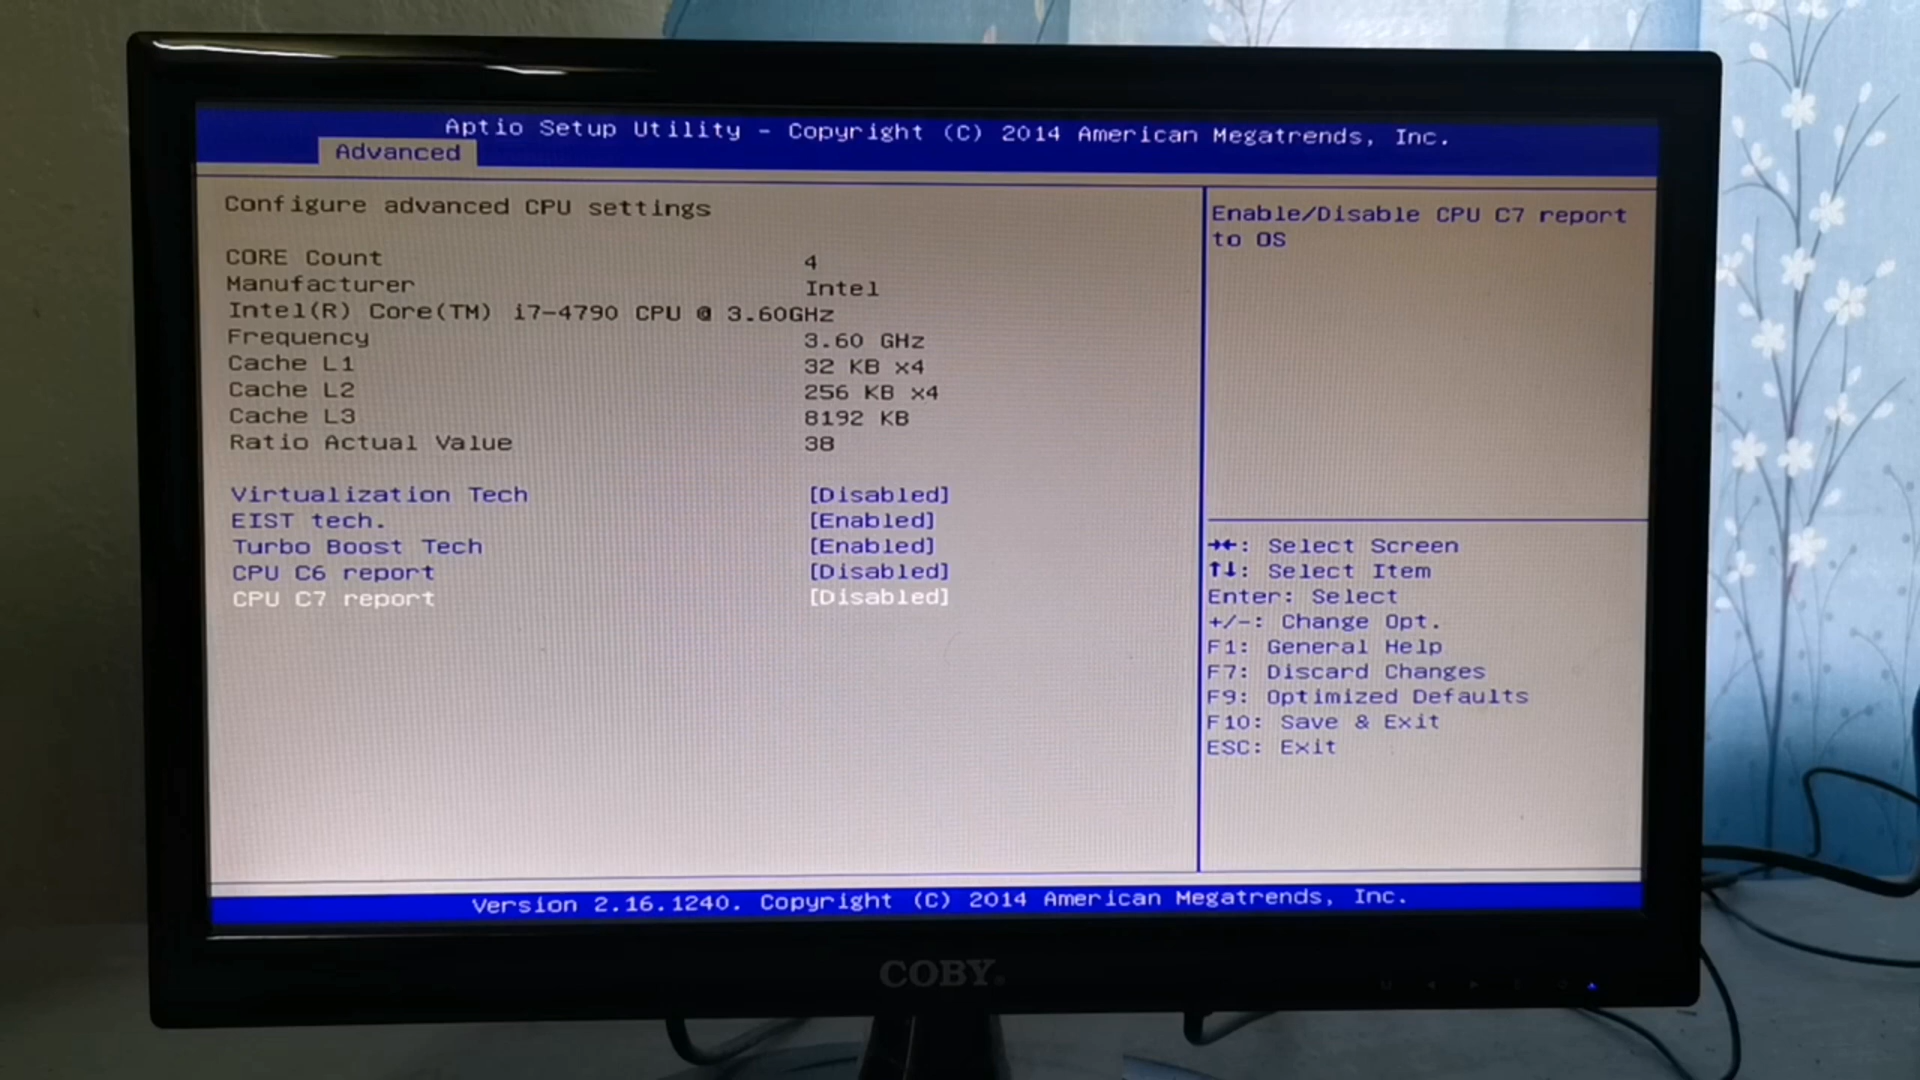 Aptio Setup Utility - Copyright (C) 2014 American Megatrends, Inc.
Advanced
Configure advanced CPU settings
CORE Count 4
Manufacturer Intel
Intel(R) Core(TM) i7-4790 CPU @ 3.60GHz
Frequency 3.60 GHz
Cache L1 32 KB x4
Cache L2 256 KB x4
Cache L3 8192 KB
Ratio Actual Value 38
Virtualization Tech [Disabled]
EIST tech. [Enabled]
Turbo Boost Tech [Enabled]
CPU C6 report [Disabled]
CPU C7 report [Disabled]
Enable/Disable CPU C7 report
to OS
→←: Select Screen
↑↓: Select Item
Enter: Select
+/-: Change Opt.
F1: General Help
F7: Discard Changes
F9: Optimized Defaults
F10: Save & Exit
ESC: Exit
Version 2.16.1240. Copyright (C) 2014 American Megatrends, Inc.
COBY